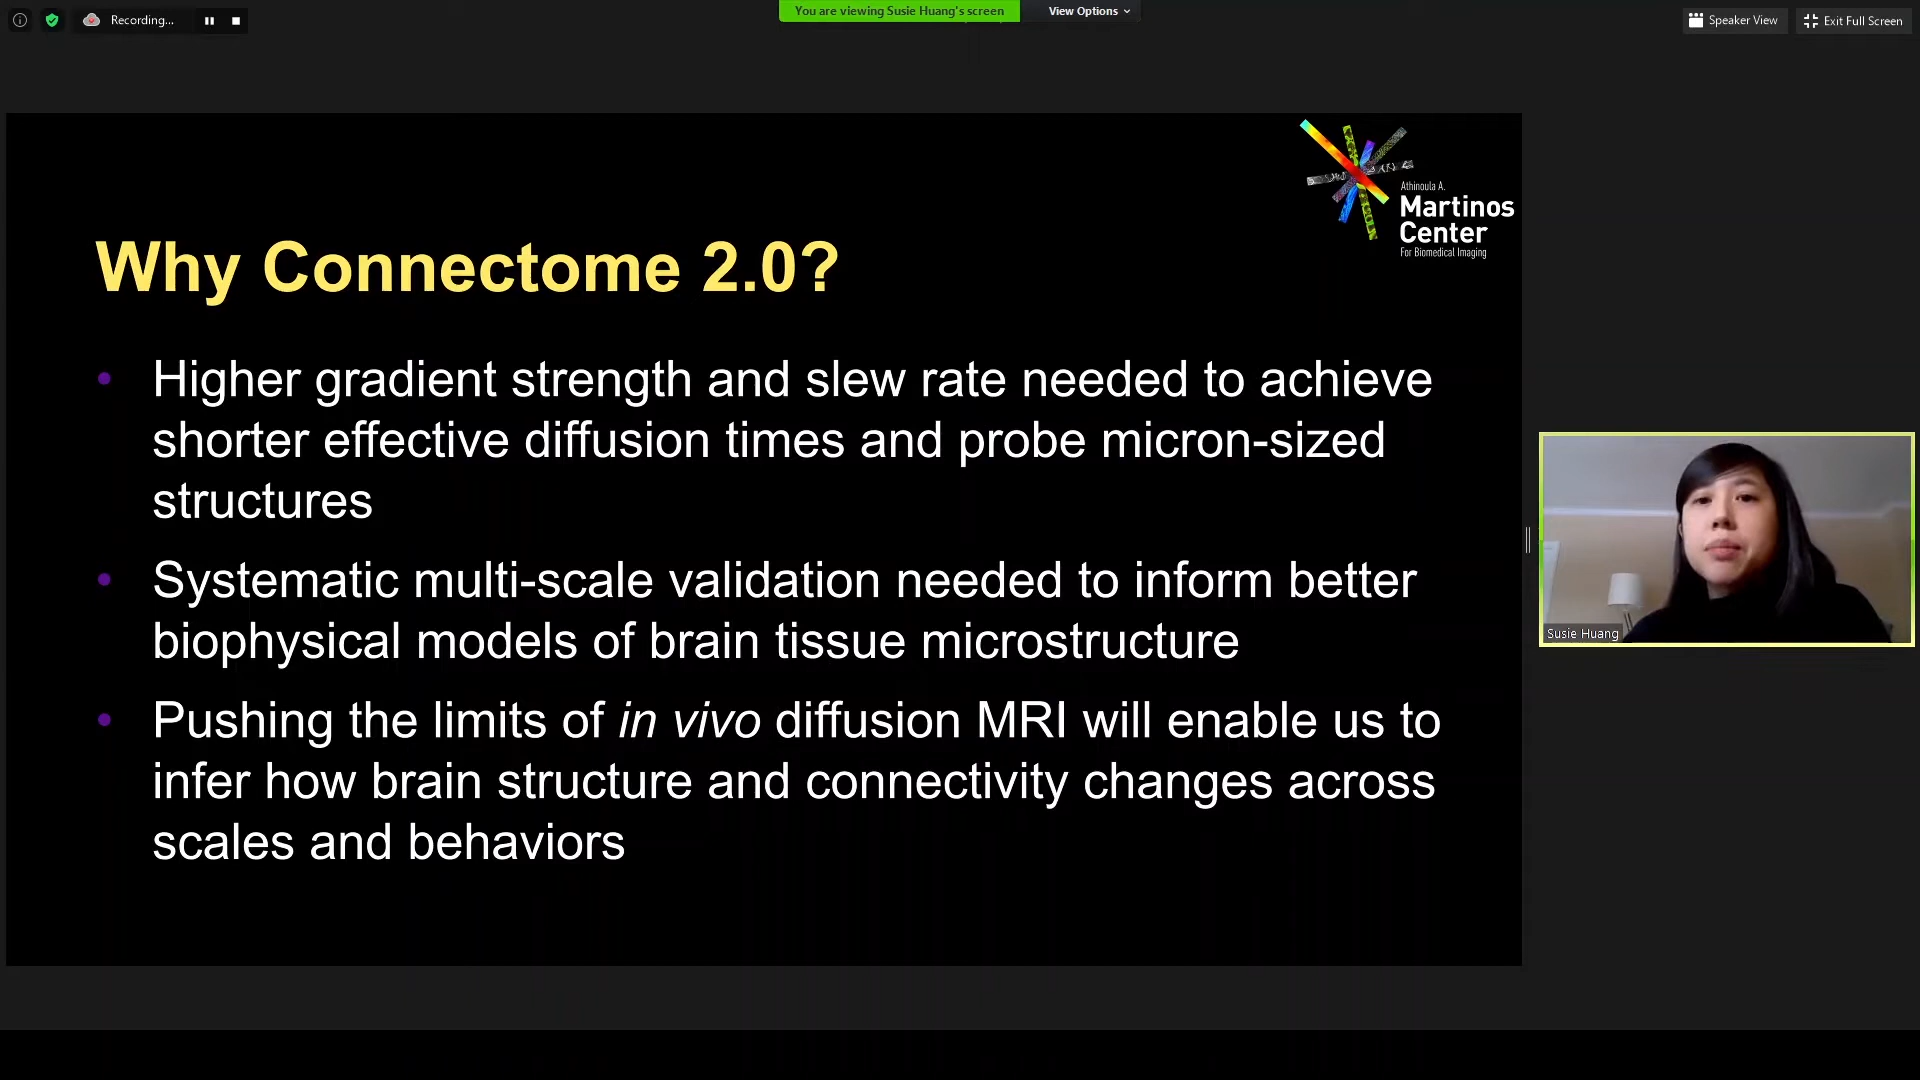 Recording...
You are viewing Susie Huang's screen
View Options
Speaker View
Exit Full Screen
Athinoula A.
Martinos
Center
For Biomedical Imaging
Why Connectome 2.0?
• Higher gradient strength and slew rate needed to achieve
shorter effective diffusion times and probe micron-sized
structures
• Systematic multi-scale validation needed to inform better
biophysical models of brain tissue microstructure
• Pushing the limits of in vivo diffusion MRI will enable us to
infer how brain structure and connectivity changes across
scales and behaviors
Susie Huang